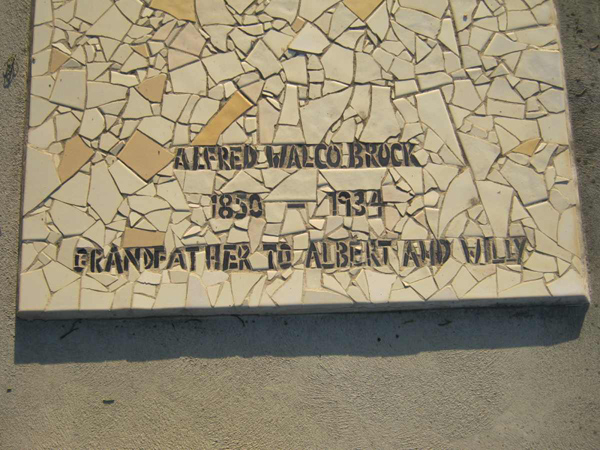 ALFRED WALCO BROCK
1850 – 1934
GRANDFATHER TO ALBERT AND WILLY